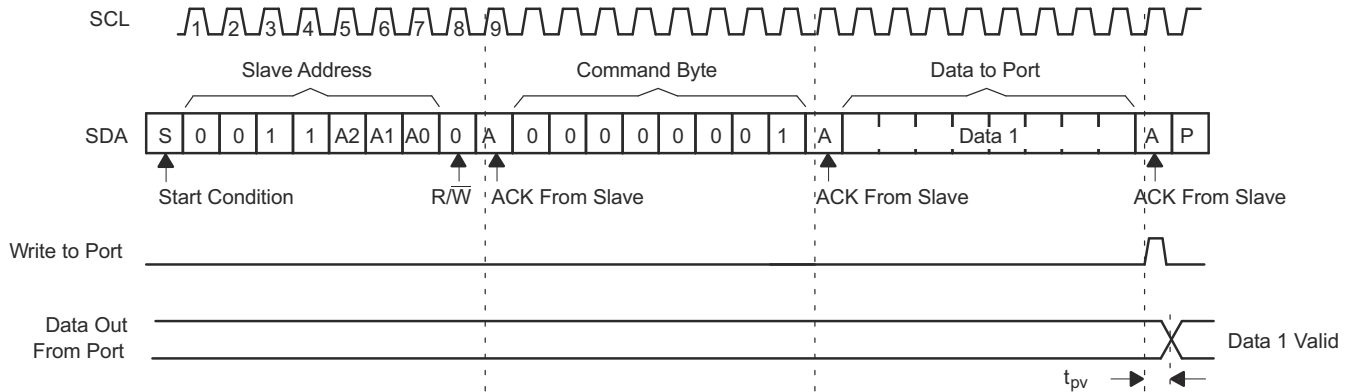 SCL 1 2 3 4 5 6 7 8 9
Slave Address Command Byte Data to Port
SDA S 0 0 1 1 A2 A1 A0 0 A 0 0 0 0 0 0 0 1 A Data 1 A P
Start Condition R/W̅ ACK From Slave ACK From Slave ACK From Slave
Write to Port
Data Out
From Port
Data 1 Valid
tpv